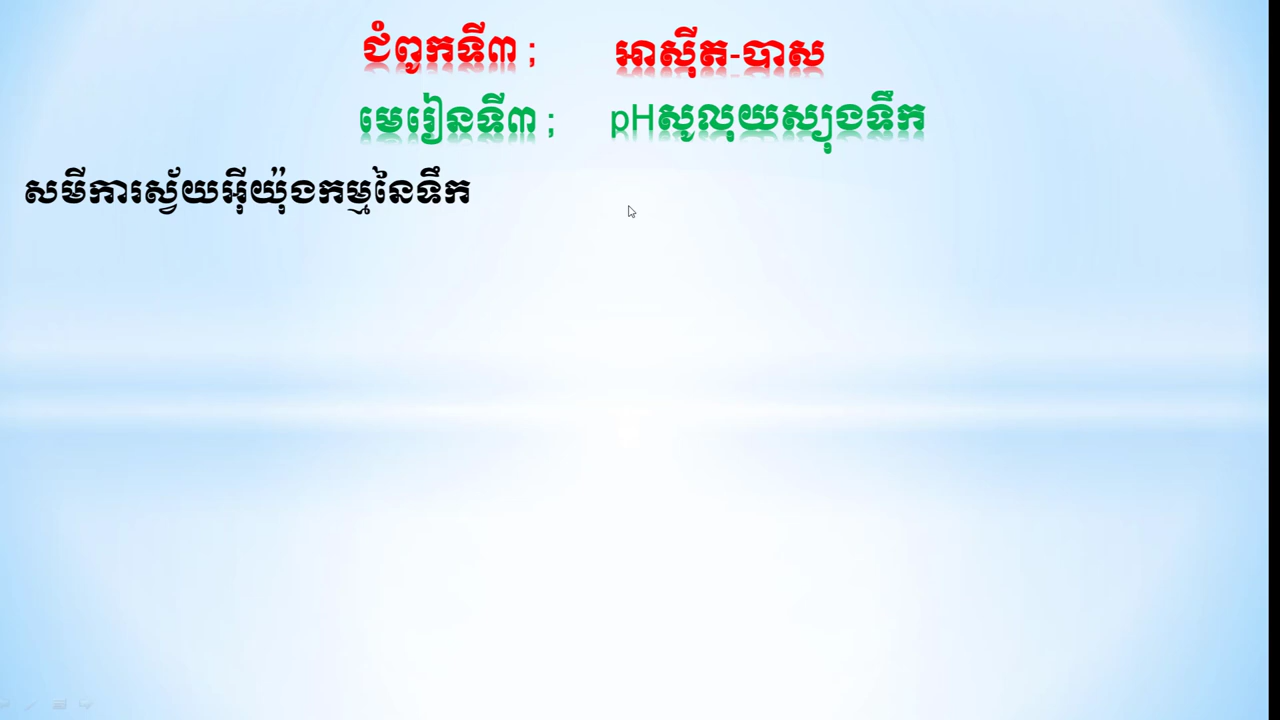 ជំពូកទី៣ ; អាស៊ីត-បាស
មេរៀនទី៣ ; pHសូលុយស្យុងទឹក
សមីការស្វ័យអ៊ីយ៉ុងកម្មនៃទឹក